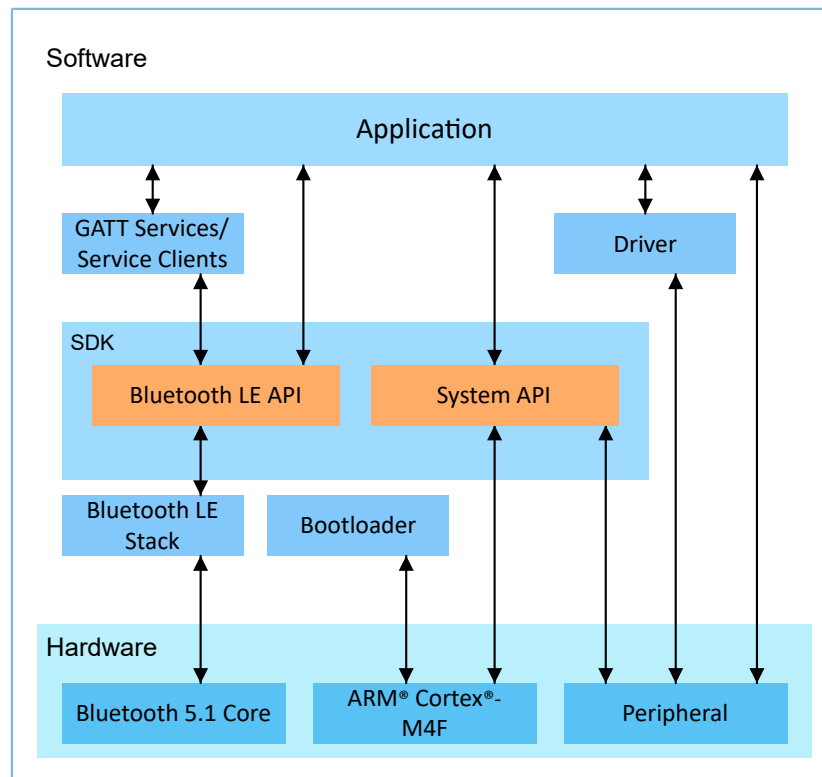 Software
Application
GATT Services/
Service Clients
Driver
SDK
Bluetooth LE API
System API
Bluetooth LE
Stack
Bootloader
Hardware
Bluetooth 5.1 Core
ARM® Cortex®-
M4F
Peripheral